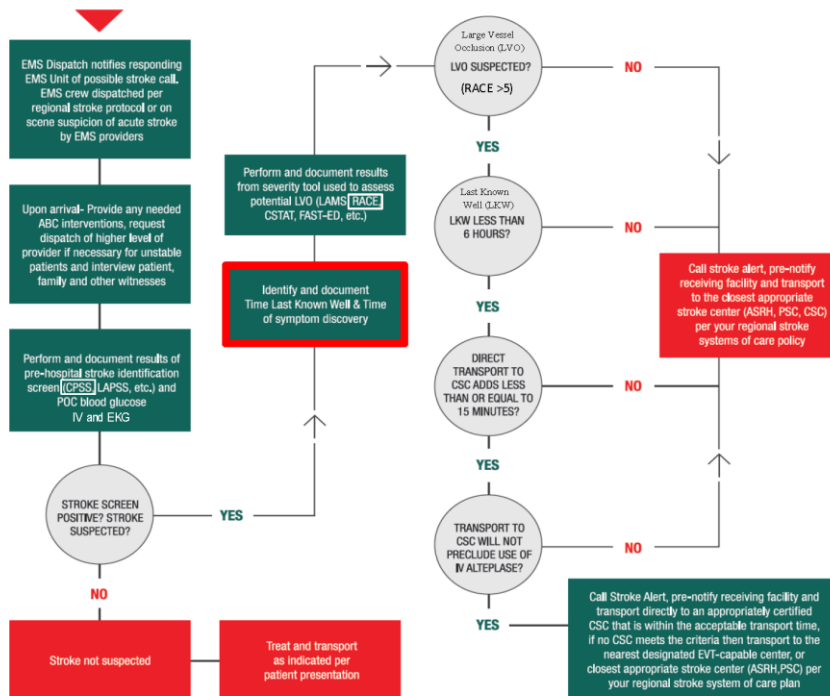 EMS Dispatch notifies responding
EMS Unit of possible stroke call.
EMS crew dispatched per
regional stroke protocol or on
scene suspicion of acute stroke
by EMS providers
Upon arrival- Provide any needed
ABC interventions, request
dispatch of higher level of
provider if necessary for unstable
patients and interview patient,
family and other witnesses
Perform and document results of
pre-hospital stroke identification
screen (CPSS, LAPSS, etc.) and
POC blood glucose
IV and EKG
STROKE SCREEN
POSITIVE? STROKE
SUSPECTED?
YES
NO
Stroke not suspected
Treat and transport
as indicated per
patient presentation
Identify and document
Time Last Known Well & Time
of symptom discovery
Perform and document results
from severity tool used to assess
potential LVO (LAMS RACE,
CSTAT, FAST-ED, etc.)
Large Vessel
Occlusion (LVO)
LVO SUSPECTED?
(RACE >5)
NO
YES
Last Known
Well (LKW)
LKW LESS THAN
6 HOURS?
NO
YES
DIRECT
TRANSPORT TO
CSC ADDS LESS
THAN OR EQUAL TO
15 MINUTES?
NO
YES
TRANSPORT TO
CSC WILL NOT
PRECLUDE USE OF
IV ALTEPLASE?
NO
YES
Call stroke alert, pre-notify
receiving facility and transport
to the closest appropriate
stroke center (ASRH, PSC, CSC)
per your regional stroke
systems of care policy
Call Stroke Alert, pre-notify receiving facility and
transport directly to an appropriately certified
CSC that is within the acceptable transport time,
if no CSC meets the criteria then transport to the
nearest designated EVT-capable center, or
closest appropriate stroke center (ASRH,PSC) per
your regional stroke system of care plan